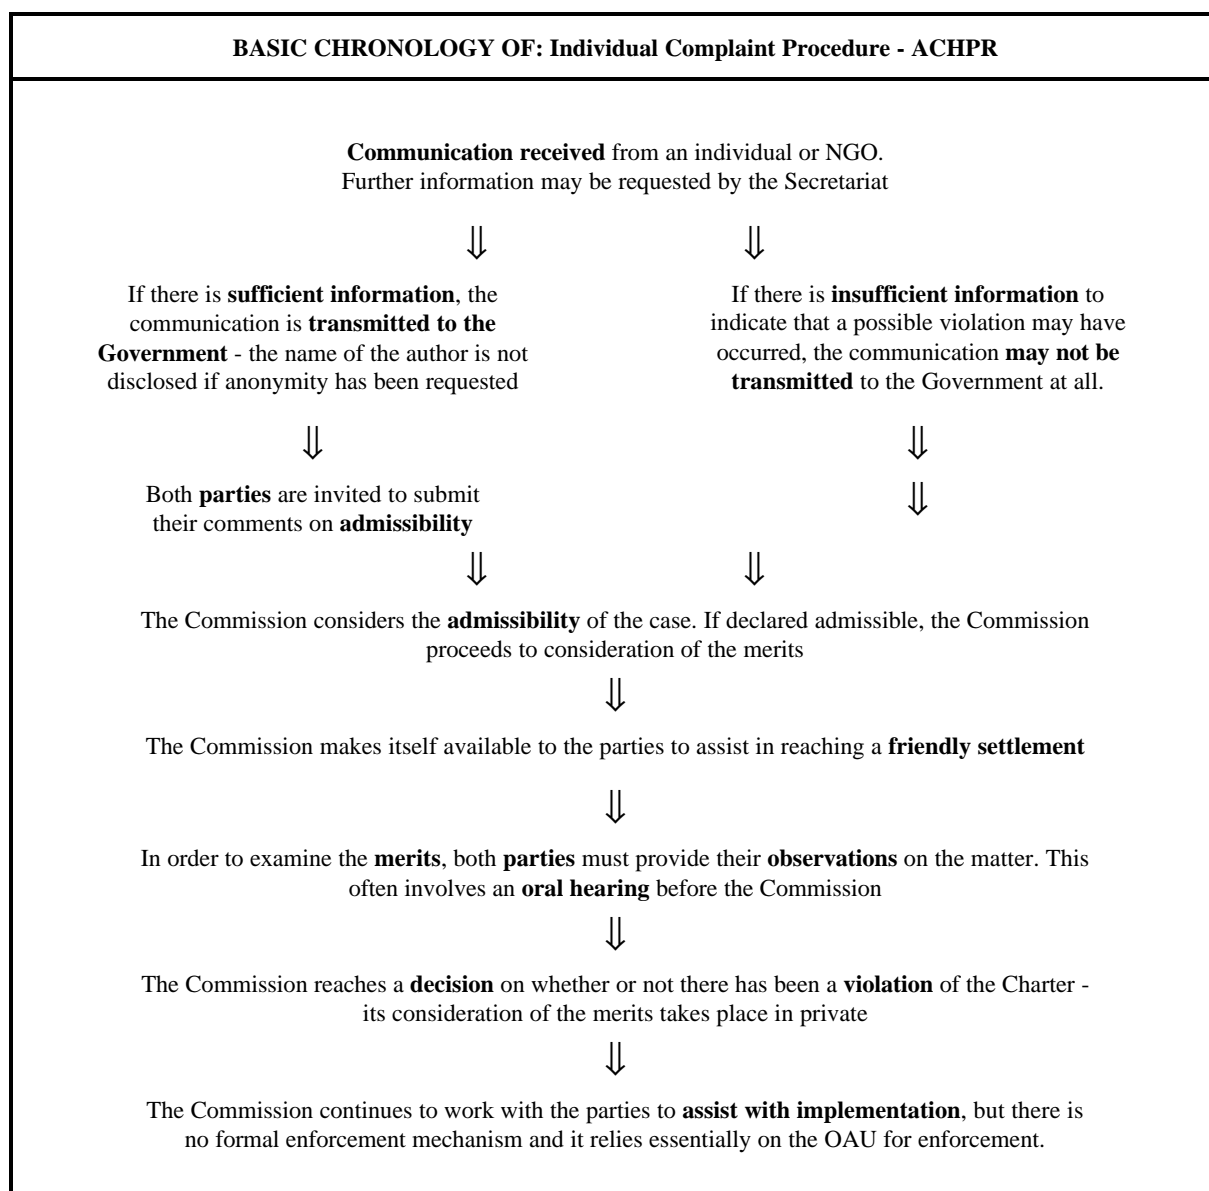 BASIC CHRONOLOGY OF: Individual Complaint Procedure - ACHPR
Communication received from an individual or NGO.
Further information may be requested by the Secretariat
⇓ ⇓
If there is sufficient information, the
communication is transmitted to the
Government - the name of the author is not
disclosed if anonymity has been requested
If there is insufficient information to
indicate that a possible violation may have
occurred, the communication may not be
transmitted to the Government at all.
⇓ ⇓
Both parties are invited to submit
their comments on admissibility
⇓
⇓ ⇓
The Commission considers the admissibility of the case. If declared admissible, the Commission
proceeds to consideration of the merits
⇓
The Commission makes itself available to the parties to assist in reaching a friendly settlement
⇓
In order to examine the merits, both parties must provide their observations on the matter. This
often involves an oral hearing before the Commission
⇓
The Commission reaches a decision on whether or not there has been a violation of the Charter -
its consideration of the merits takes place in private
⇓
The Commission continues to work with the parties to assist with implementation, but there is
no formal enforcement mechanism and it relies essentially on the OAU for enforcement.